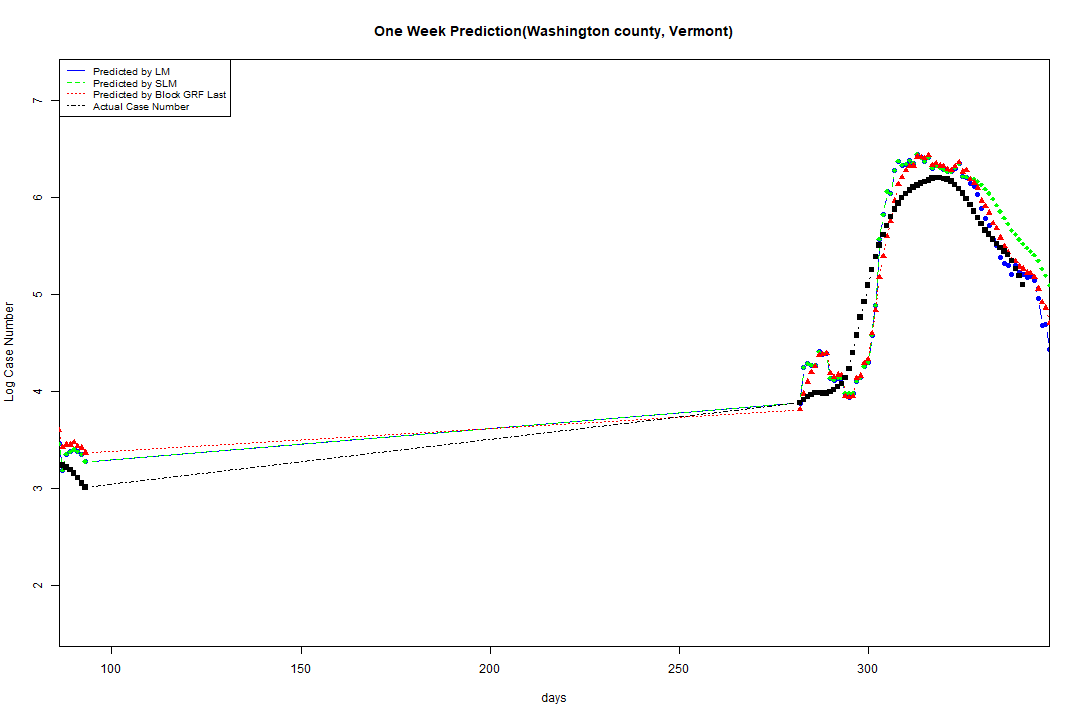 One Week Prediction(Washington county, Vermont)
Predicted by LM
Predicted by SLM
Predicted by Block GRF Last
Actual Case Number
7
6
5
4
3
2
Log Case Number
100 150 200 250 300
days